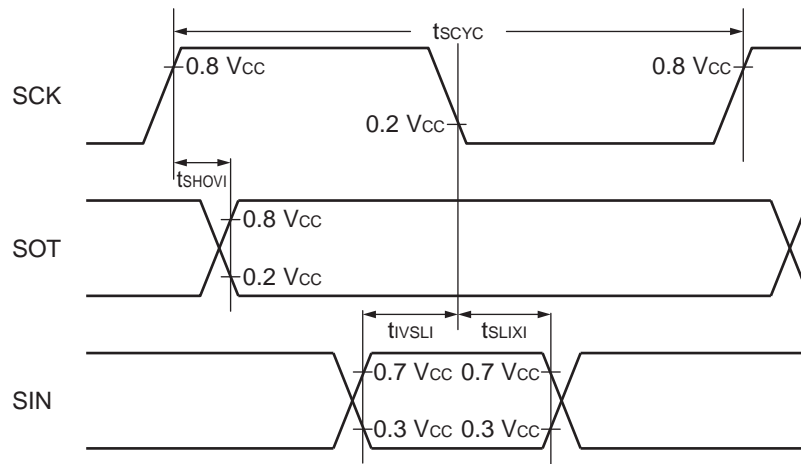 tSCYC
SCK
0.8 VCC
0.8 VCC
0.2 VCC
tSHOVI
SOT
0.8 VCC
0.2 VCC
tIVSLI
tSLIXI
SIN
0.7 VCC 0.7 VCC
0.3 VCC 0.3 VCC